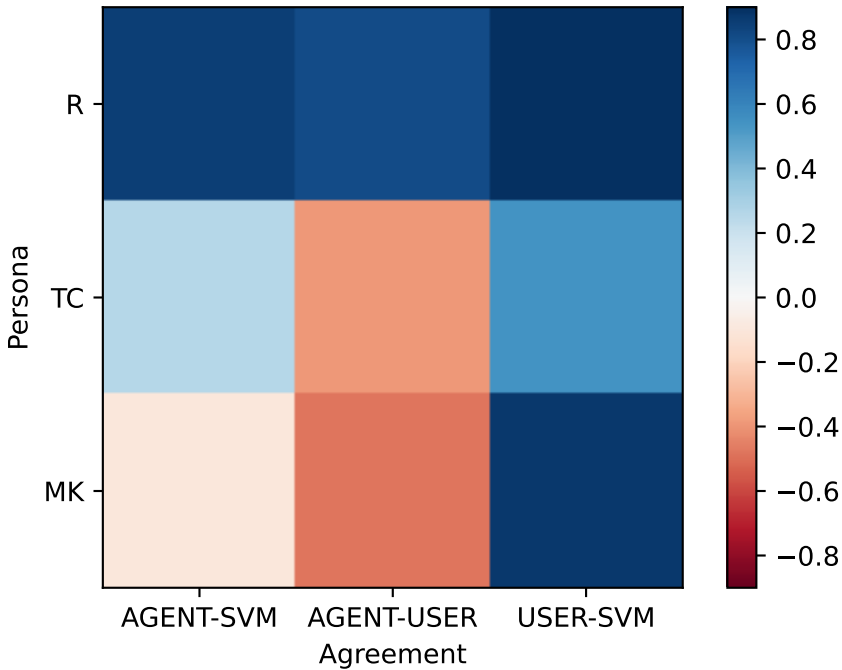 R
TC
MK
Persona
AGENT-SVM AGENT-USER USER-SVM
Agreement
0.8
0.6
0.4
0.2
0.0
−0.2
−0.4
−0.6
−0.8